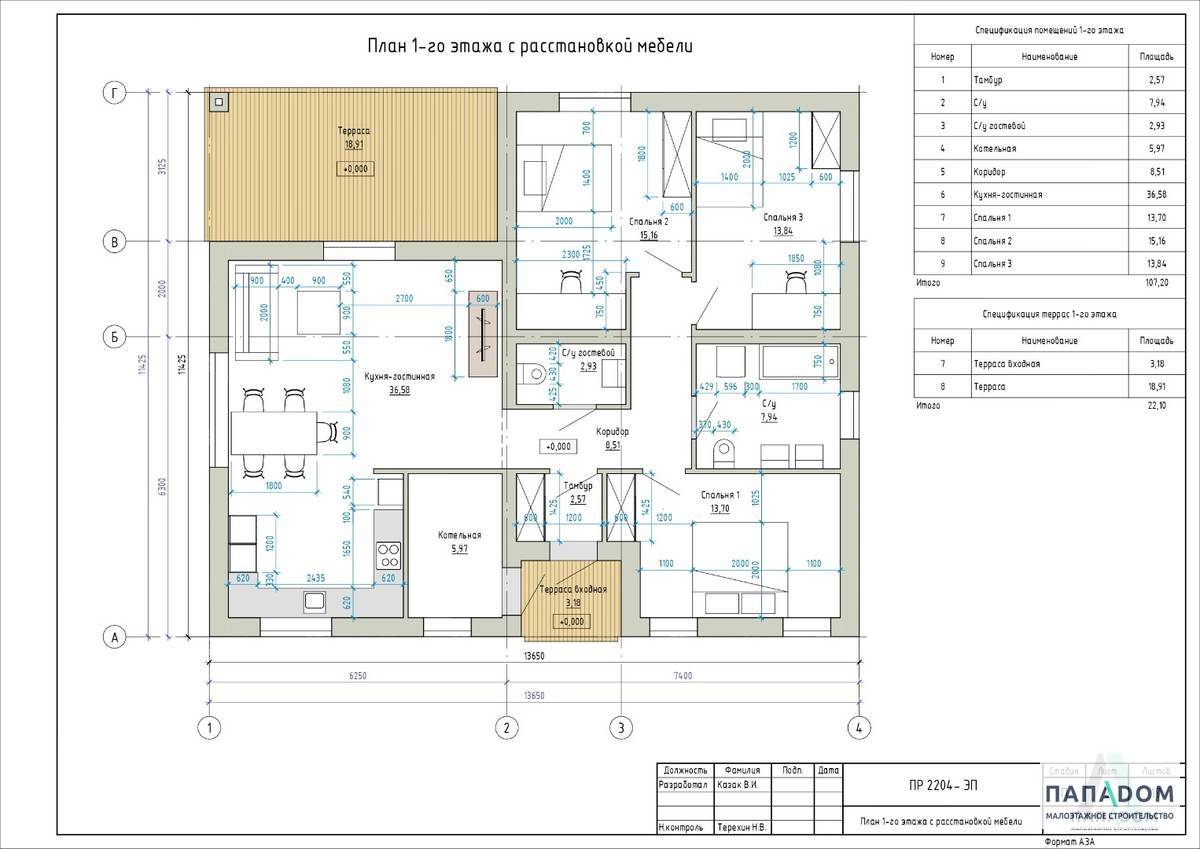 План 1-го этажа с расстановкой мебели
Спецификация помещений 1-го этажа
Номер Наименование Площадь
1 Тамбур 2,57
2 С/у 7,94
3 С/у гостевой 2,93
4 Котельная 5,97
5 Коридор 8,51
6 Кухня-гостинная 36,58
7 Спальня 1 13,70
8 Спальня 2 15,16
9 Спальня 3 13,84
Итого 107,20
Спецификация террас 1-го этажа
Номер Наименование Площадь
7 Терраса входная 3,18
8 Терраса 18,91
Итого 22,10
Г
В
Б
А
3125
2000
6300
11425
11425
Терраса
18,91
+0,000
700
1800
1400
2000
600
Спальня 2
15,16
2300
1725
450
750
1200
2000
1400 1025 600
Спальня 3
13,84
1850
1080
750
900 400 900
550
2000
900
550
2700
650
600
1800
Кухня-гостинная
36,58
1080
900
1800
С/у гостевой
2,93
420
430
425
750
429 596 300 1700
С/у
7,94
370 430
Коридор
8,51
+0,000
540
100
1650
620
1200
330
620 2435 620
Котельная
5,97
Тамбур
2,57
600 1425 1200 600 1425 1200
Спальня 1
13,70
1025
1100 2000 1100
2000
Терраса входная
3,18
+0,000
13650
6250 7400
13650
1 2 3 4
Должность Фамилия Подп. Дата
Разработал Казак В.И.
Н.контроль Терехин Н.В.
ПР 2204- ЭП
План 1-го этажа с расстановкой мебели
Стадия Лист Листов
ПАПАDОМ
МАЛОЭТАЖНОЕ СТРОИТЕЛЬСТВО
Формат А3А